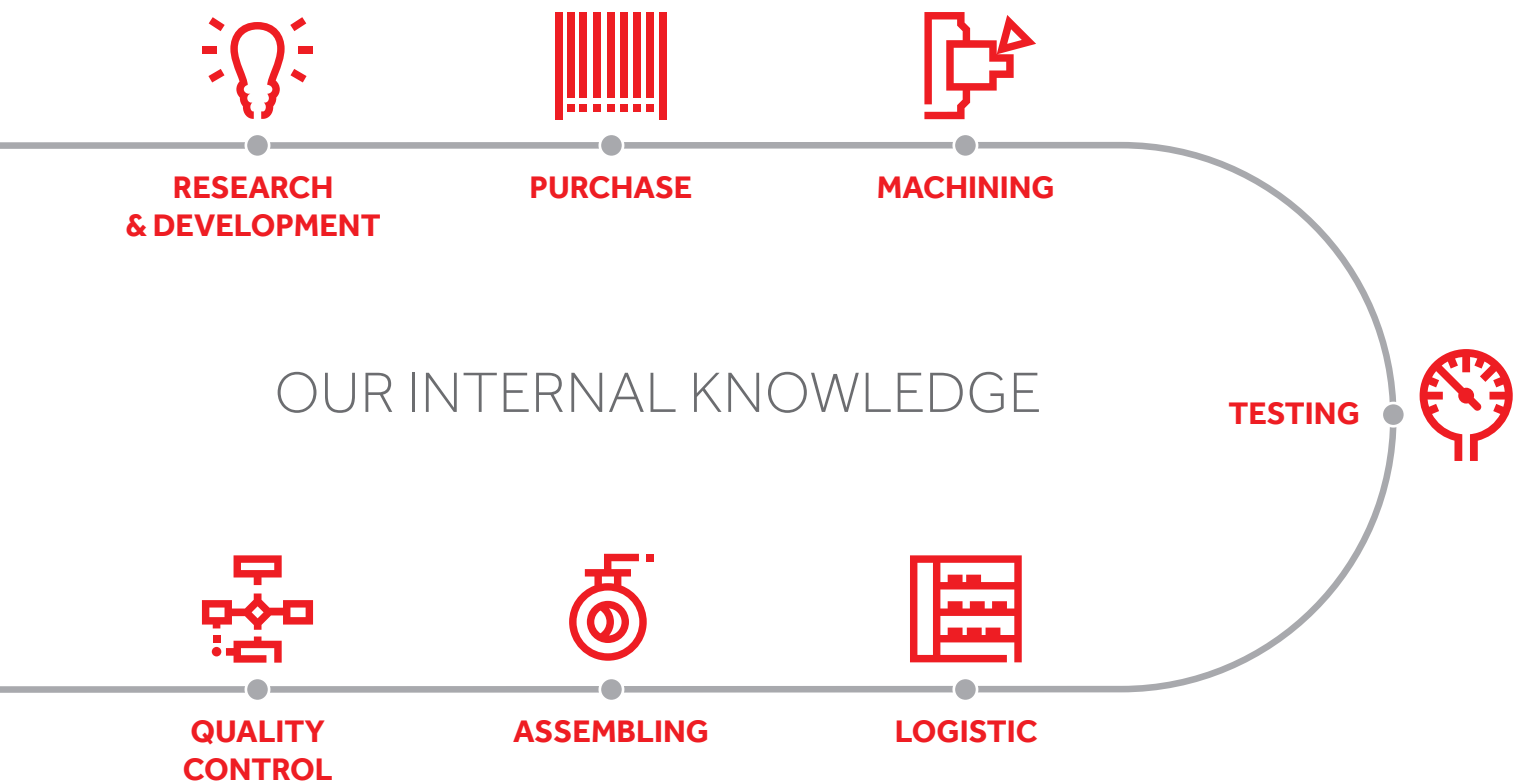 RESEARCH
& DEVELOPMENT
PURCHASE
MACHINING
OUR INTERNAL KNOWLEDGE
TESTING
QUALITY
CONTROL
ASSEMBLING
LOGISTIC